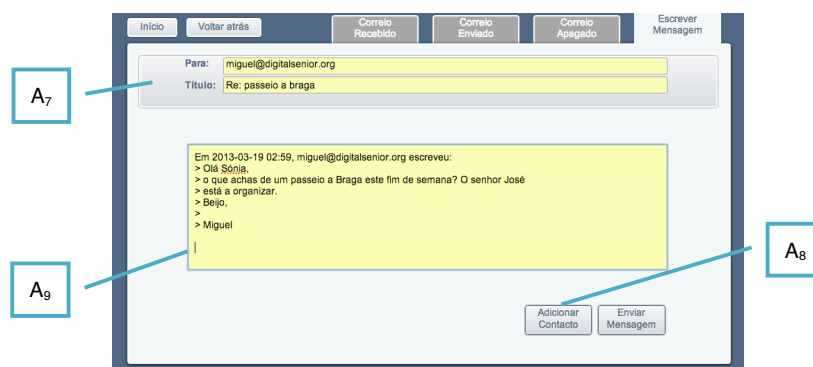 Início Voltar atrás Correio Recebido Correio Enviado Correio Apagado Escrever Mensagem
Para: miguel@digitalsenior.org
Título: Re: passeio a braga
A7
Em 2013-03-19 02:59, miguel@digitalsenior.org escreveu:
> Olá Sónia,
> o que achas de um passeio a Braga este fim de semana? O senhor José
> está a organizar.
> Beijo,
>
> Miguel
A8
A9
Adicionar Contacto Enviar Mensagem